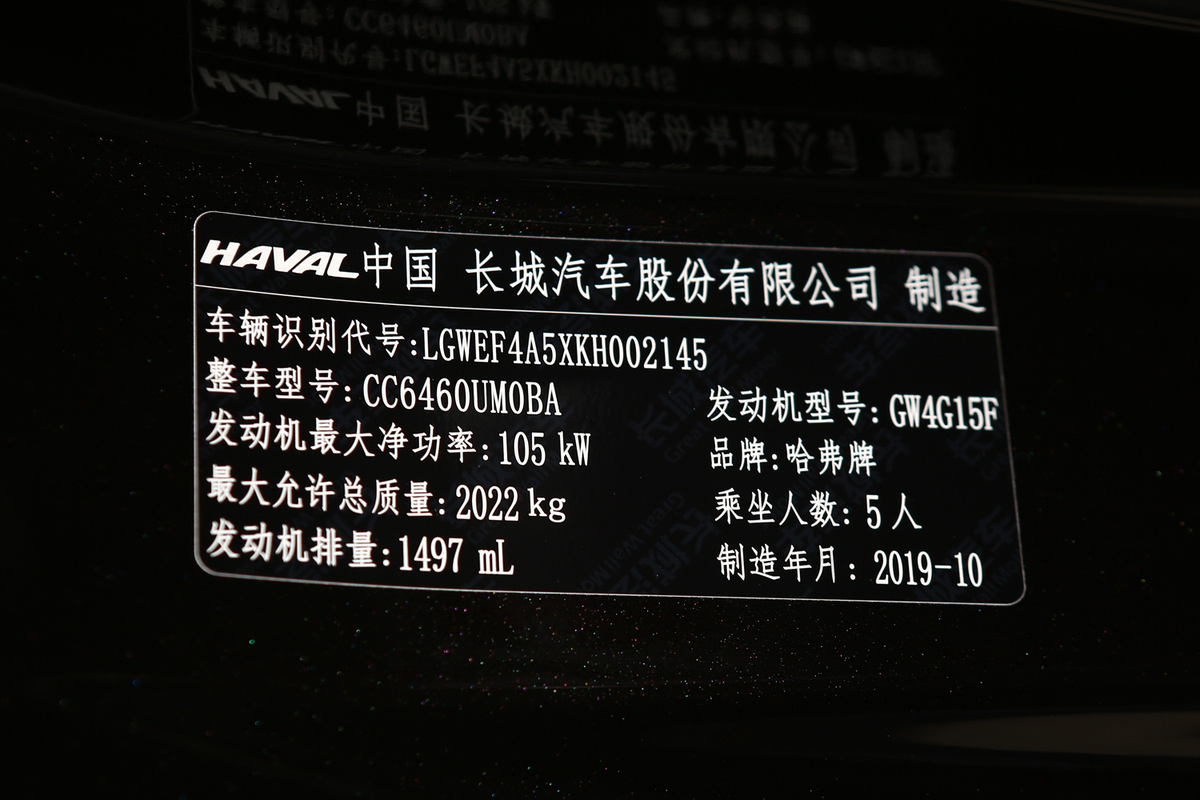 HAVAL中国 长城汽车股份有限公司 制造
车辆识别代号:LGWEF4A5XKH002145
整车型号:CC6460UM0BA 发动机型号:GW4G15F
发动机最大净功率:105 kW 品牌:哈弗牌
最大允许总质量:2022 kg 乘坐人数:5人
发动机排量:1497 mL 制造年月:2019-10